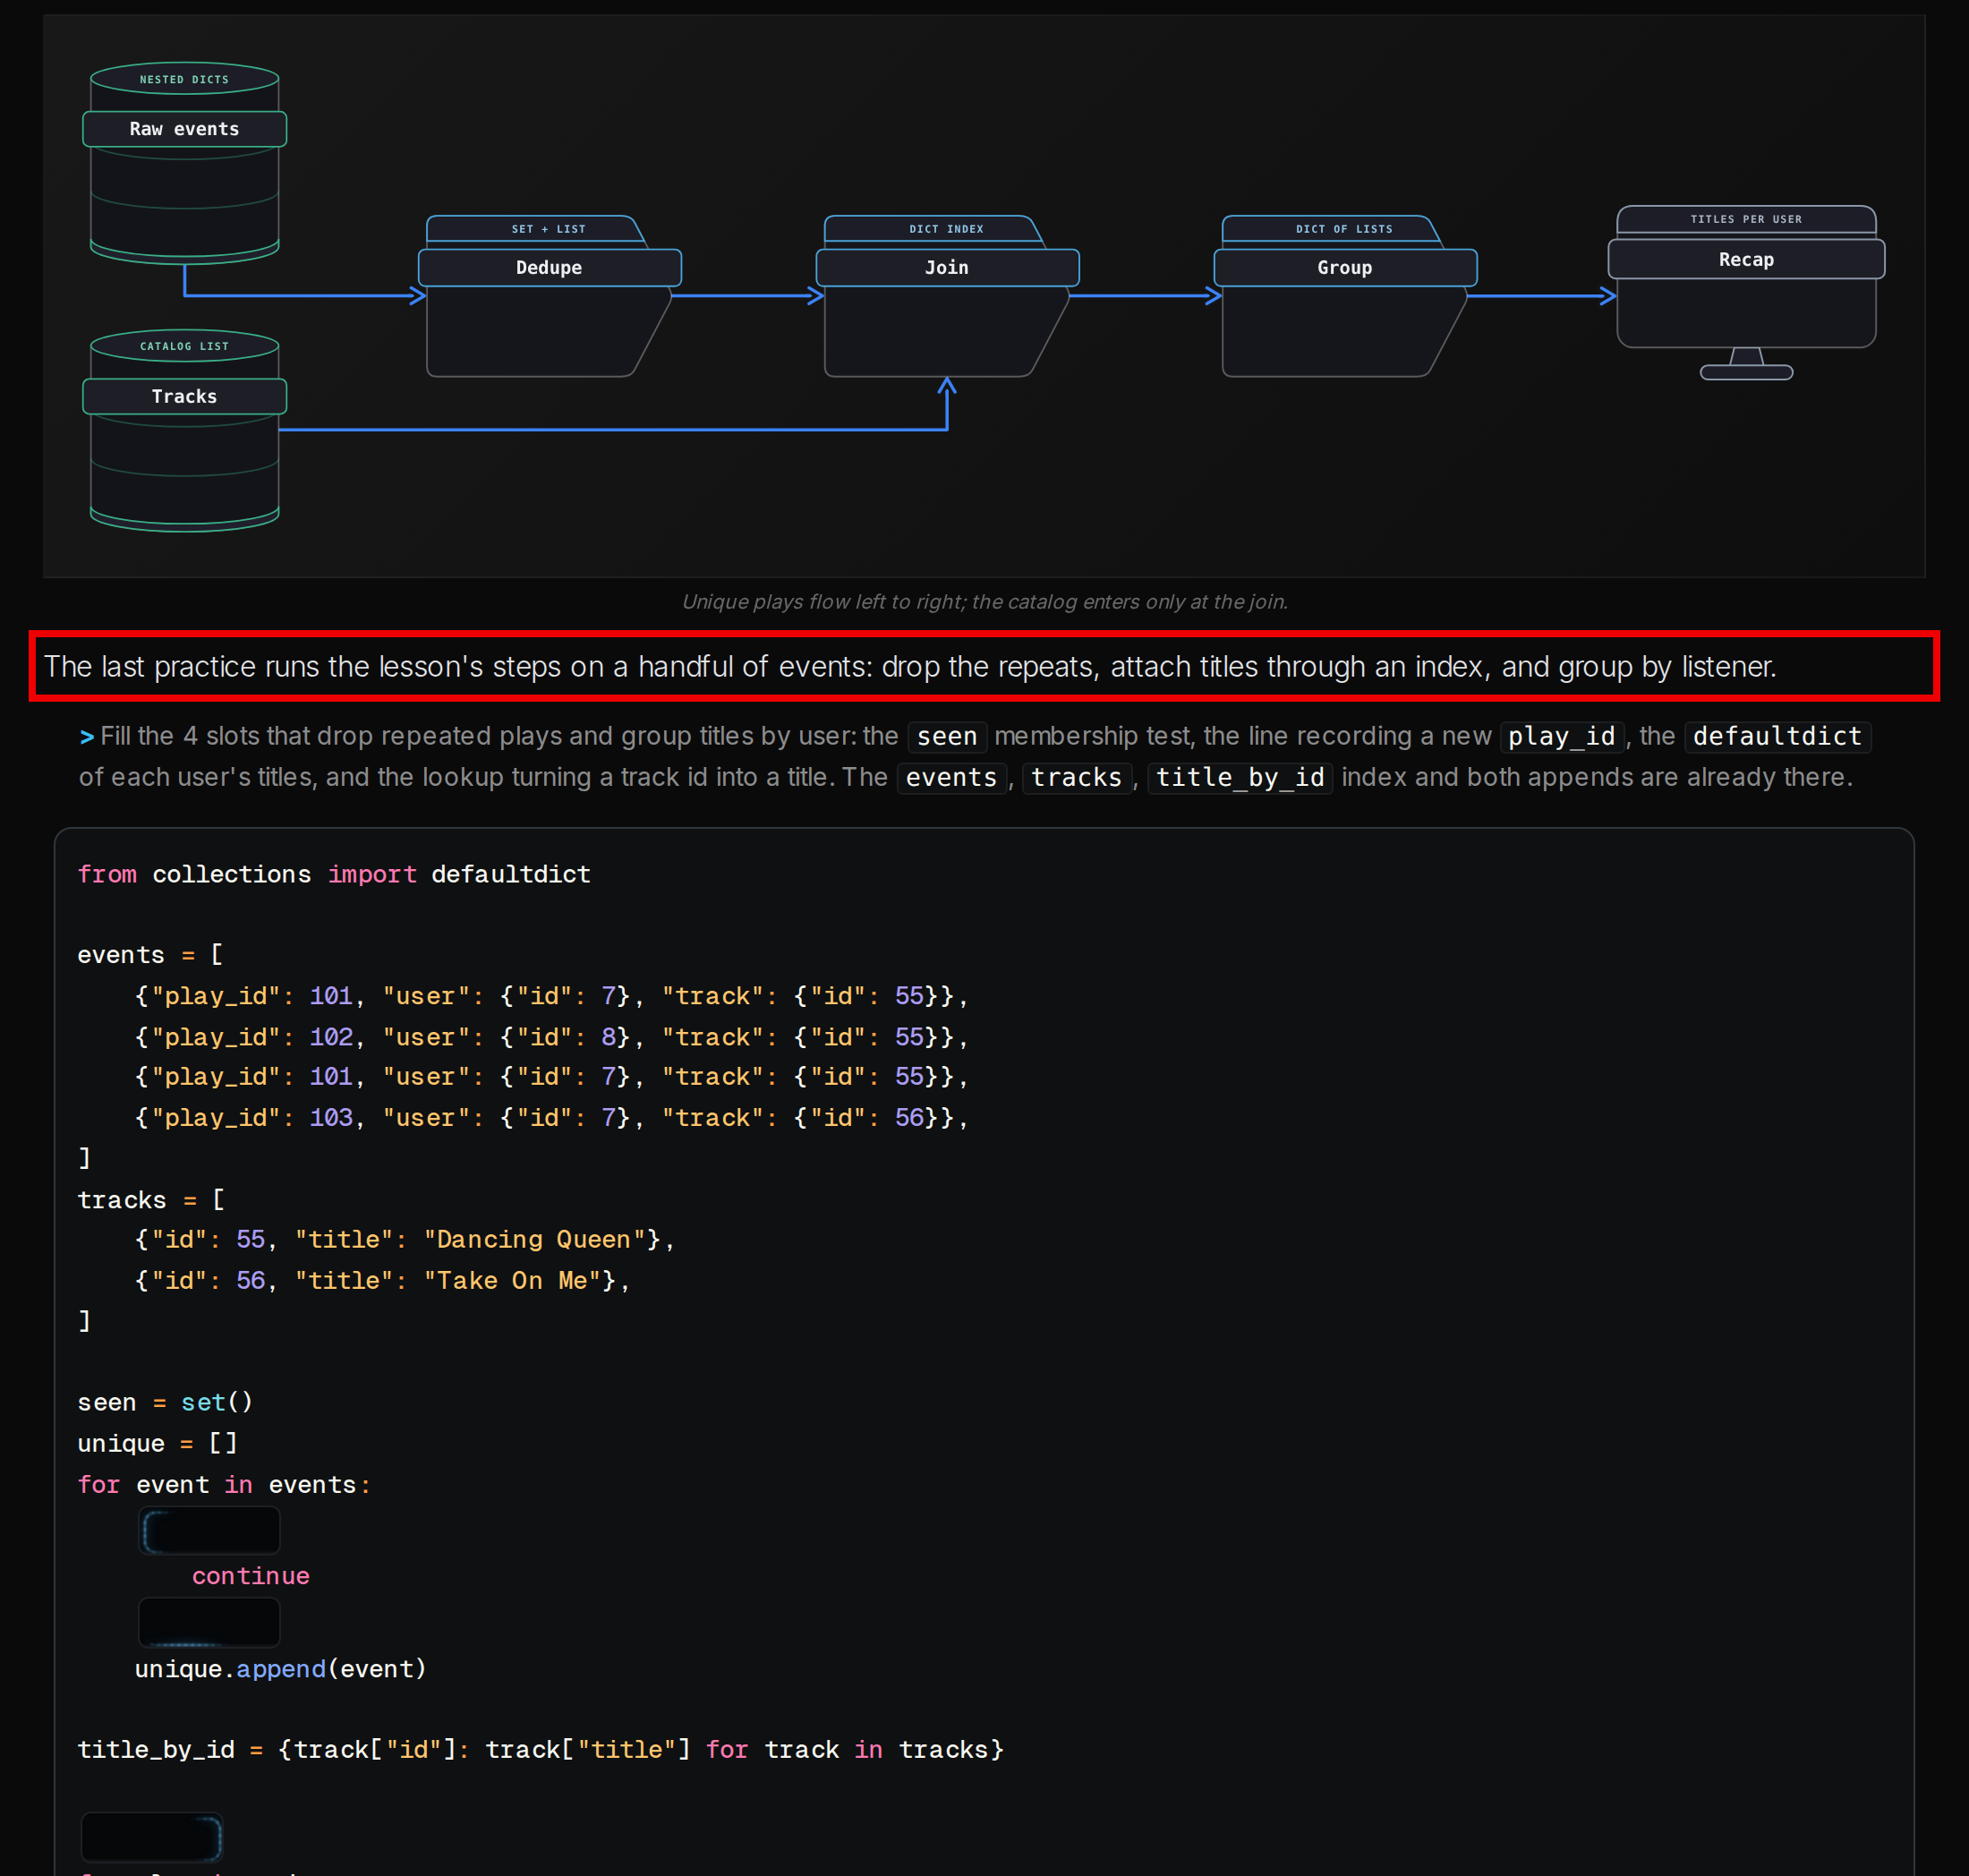 NESTED DICTS
Raw events
CATALOG LIST
Tracks
SET + LIST
Dedupe
DICT INDEX
Join
DICT OF LISTS
Group
TITLES PER USER
Recap
Unique plays flow left to right; the catalog enters only at the join.
The last practice runs the lesson's steps on a handful of events: drop the repeats, attach titles through an index, and group by listener.
> Fill the 4 slots that drop repeated plays and group titles by user: the seen membership test, the line recording a new play_id, the defaultdict
of each user's titles, and the lookup turning a track id into a title. The events, tracks, title_by_id index and both appends are already there.
from collections import defaultdict
events = [
    {"play_id": 101, "user": {"id": 7}, "track": {"id": 55}},
    {"play_id": 102, "user": {"id": 8}, "track": {"id": 55}},
    {"play_id": 101, "user": {"id": 7}, "track": {"id": 55}},
    {"play_id": 103, "user": {"id": 7}, "track": {"id": 56}},
]
tracks = [
    {"id": 55, "title": "Dancing Queen"},
    {"id": 56, "title": "Take On Me"},
]
seen = set()
unique = []
for event in events:
        continue
    unique.append(event)
title_by_id = {track["id"]: track["title"] for track in tracks}